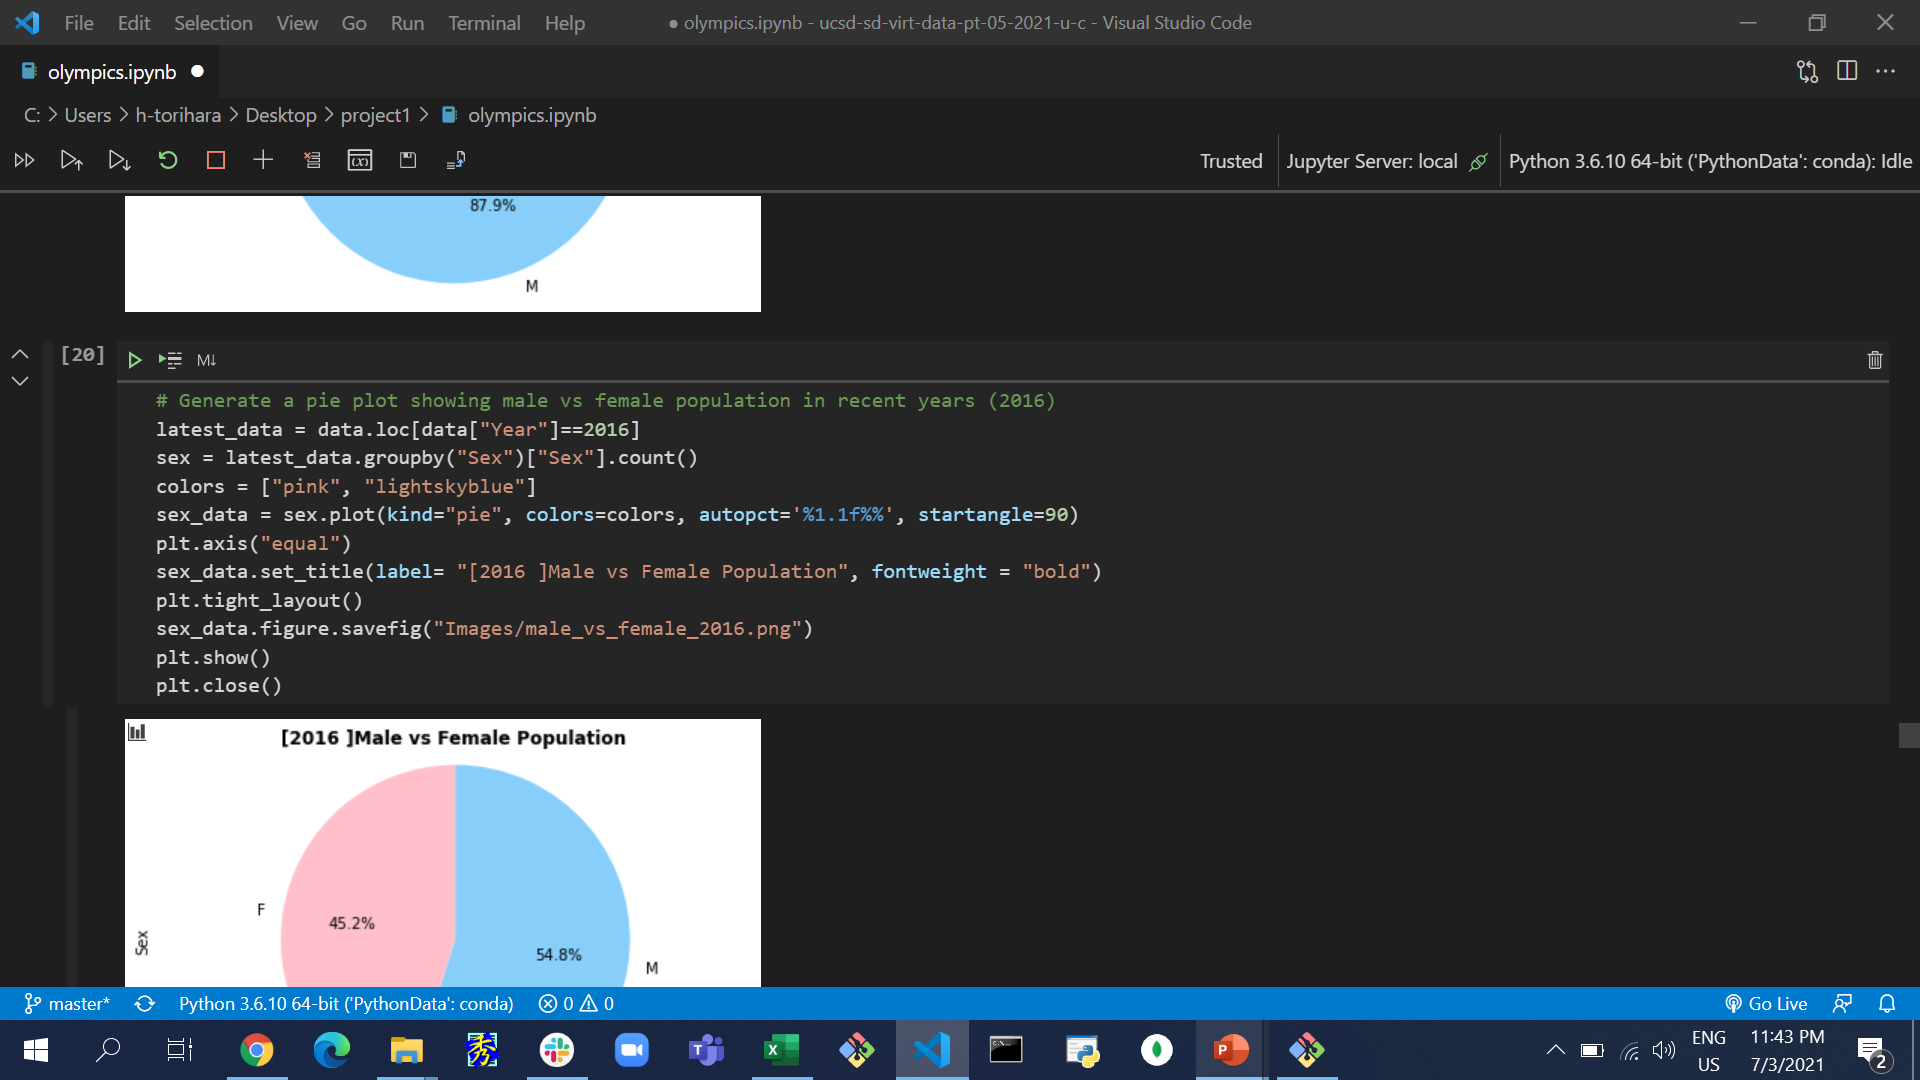 File Edit Selection View Go Run Terminal Help ● olympics.ipynb - ucsd-sd-virt-data-pt-05-2021-u-c - Visual Studio Code
olympics.ipynb
C: > Users > h-torihara > Desktop > project1 > olympics.ipynb
Trusted Jupyter Server: local Python 3.6.10 64-bit ('PythonData': conda): Idle
87.9%
M
[20]
M↓
# Generate a pie plot showing male vs female population in recent years (2016)
latest_data = data.loc[data["Year"]==2016]
sex = latest_data.groupby("Sex")["Sex"].count()
colors = ["pink", "lightskyblue"]
sex_data = sex.plot(kind="pie", colors=colors, autopct='%1.1f%%', startangle=90)
plt.axis("equal")
sex_data.set_title(label= "[2016 ]Male vs Female Population", fontweight = "bold")
plt.tight_layout()
sex_data.figure.savefig("Images/male_vs_female_2016.png")
plt.show()
plt.close()
[2016 ]Male vs Female Population
F
45.2%
Sex
54.8%
M
master* Python 3.6.10 64-bit ('PythonData': conda) 0 0 Go Live
秀
ENG 11:43 PM
US 7/3/2021
2